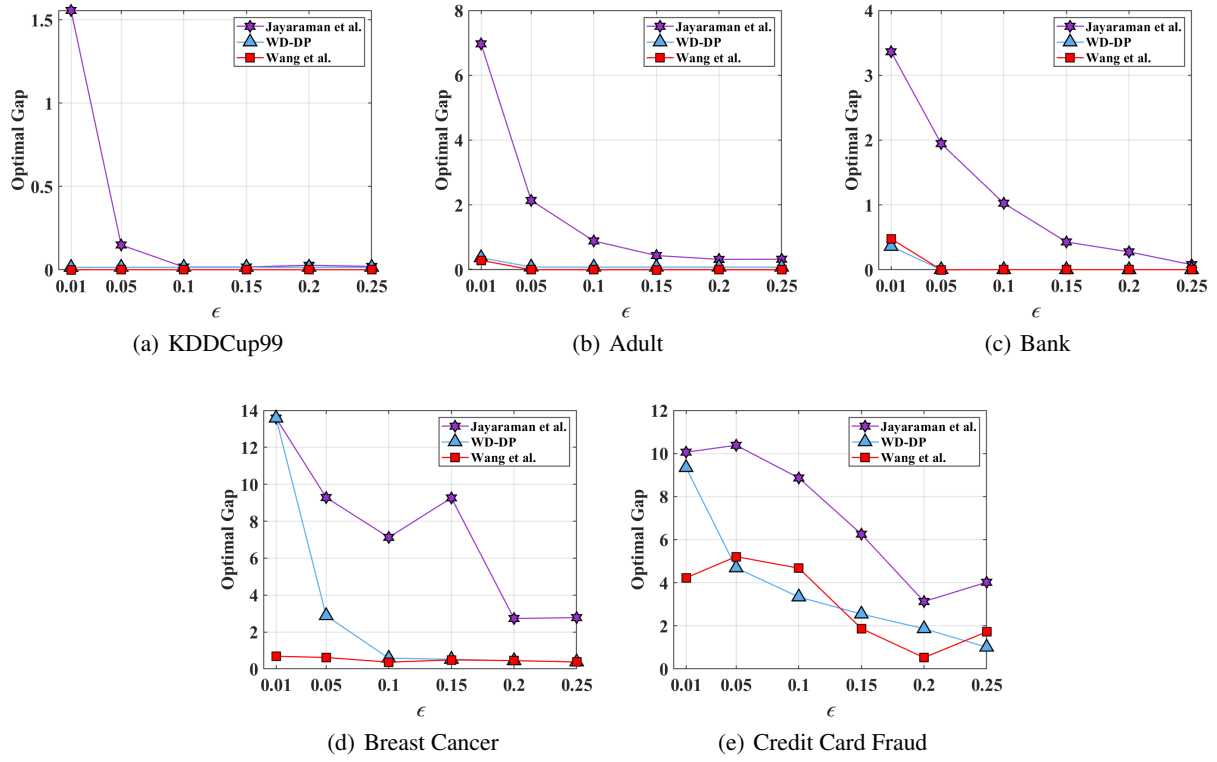 Optimal Gap
1.5
1
0.5
0
0.01 0.05 0.1 0.15 0.2 0.25
ϵ
Jayaraman et al.
WD-DP
Wang et al.
(a) KDDCup99
Optimal Gap
8
6
4
2
0
0.01 0.05 0.1 0.15 0.2 0.25
ϵ
Jayaraman et al.
WD-DP
Wang et al.
(b) Adult
Optimal Gap
4
3
2
1
0
0.01 0.05 0.1 0.15 0.2 0.25
ϵ
Jayaraman et al.
WD-DP
Wang et al.
(c) Bank
Optimal Gap
14
12
10
8
6
4
2
0
0.01 0.05 0.1 0.15 0.2 0.25
ϵ
Jayaraman et al.
WD-DP
Wang et al.
(d) Breast Cancer
Optimal Gap
12
10
8
6
4
2
0
0.01 0.05 0.1 0.15 0.2 0.25
ϵ
Jayaraman et al.
WD-DP
Wang et al.
(e) Credit Card Fraud